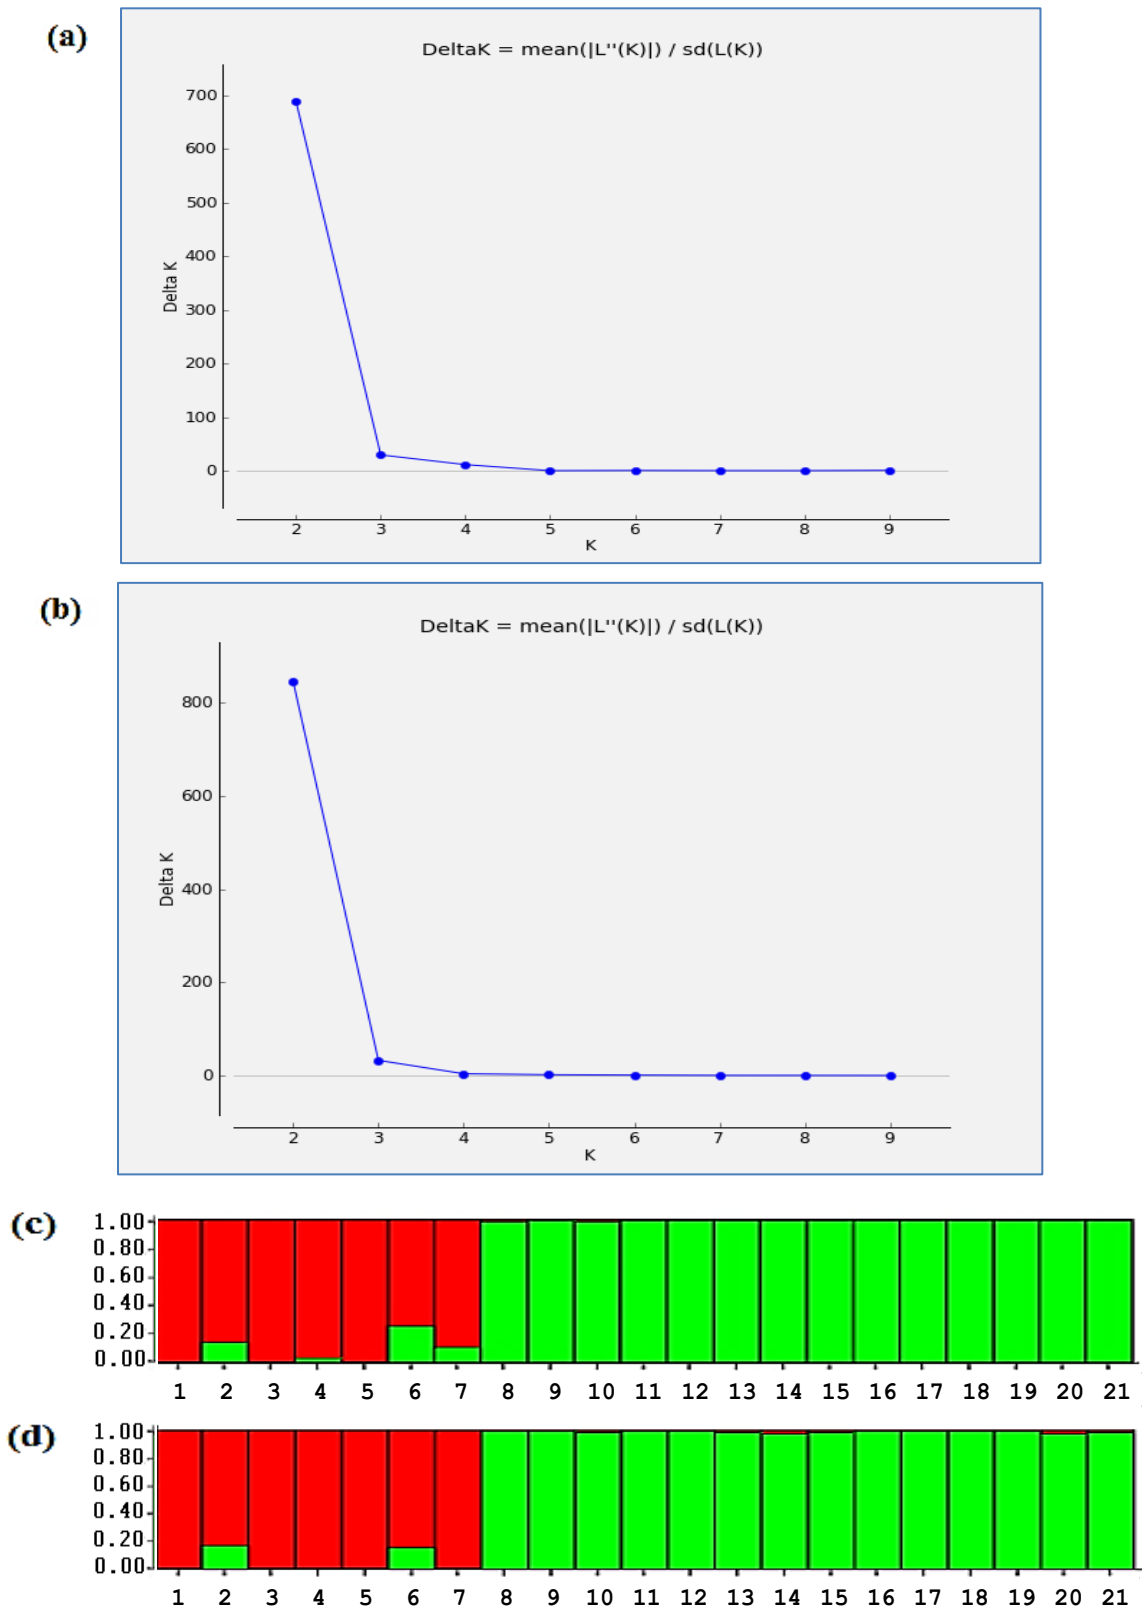 (a)
DeltaK = mean(|L''(K)|) / sd(L(K))
700
600
500
400
300
200
100
0
Delta K
2 3 4 5 6 7 8 9
K
(b)
DeltaK = mean(|L''(K)|) / sd(L(K))
800
600
400
200
0
Delta K
2 3 4 5 6 7 8 9
K
(c)
1.00
0.80
0.60
0.40
0.20
0.00
1 2 3 4 5 6 7 8 9 10 11 12 13 14 15 16 17 18 19 20 21
(d)
1.00
0.80
0.60
0.40
0.20
0.00
1 2 3 4 5 6 7 8 9 10 11 12 13 14 15 16 17 18 19 20 21